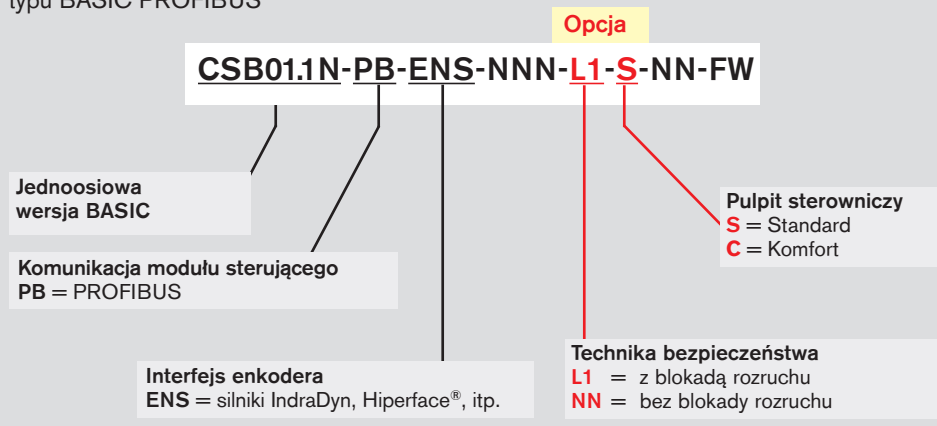 typu BASIC PROFIBUS
Opcja
CSB01.1N-PB-ENS-NNN-L1-S-NN-FW
Jednoosiowa
wersja BASIC
Pulpit sterowniczy
S = Standard
C = Komfort
Komunikacja modułu sterującego
PB = PROFIBUS
Technika bezpieczeństwa
L1 = z blokadą rozruchu
NN = bez blokady rozruchu
Interfejs enkodera
ENS = silniki IndraDyn, Hiperface®, itp.